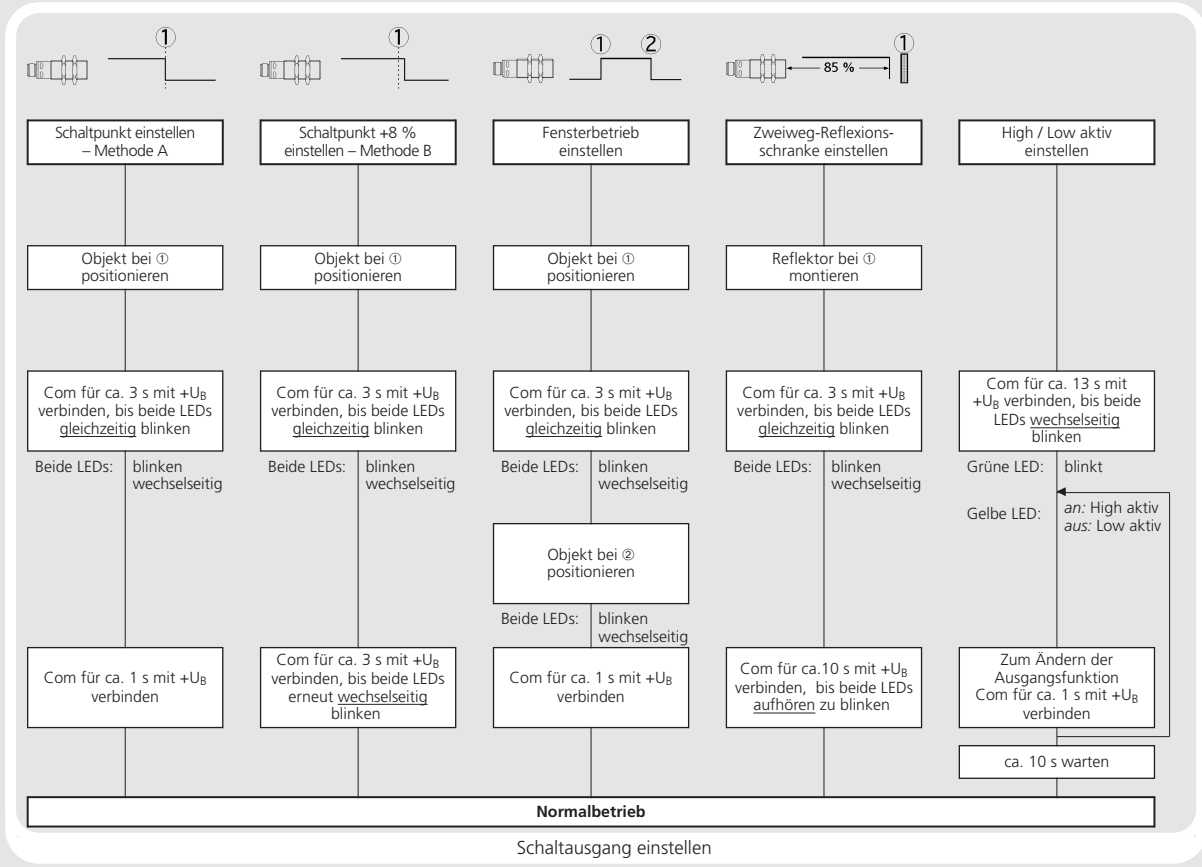 ①
①
① ②
85 %
①
Schaltpunkt einstellen
– Methode A
Objekt bei ①
positionieren
Com für ca. 3 s mit +UB
verbinden, bis beide LEDs
gleichzeitig blinken
Beide LEDs: blinken
wechselseitig
Com für ca. 1 s mit +UB
verbinden
Schaltpunkt +8 %
einstellen – Methode B
Objekt bei ①
positionieren
Com für ca. 3 s mit +UB
verbinden, bis beide LEDs
gleichzeitig blinken
Beide LEDs: blinken
wechselseitig
Com für ca. 3 s mit +UB
verbinden, bis beide LEDs
erneut wechselseitig
blinken
Fensterbetrieb
einstellen
Objekt bei ①
positionieren
Com für ca. 3 s mit +UB
verbinden, bis beide LEDs
gleichzeitig blinken
Beide LEDs: blinken
wechselseitig
Objekt bei ②
positionieren
Beide LEDs: blinken
wechselseitig
Com für ca. 1 s mit +UB
verbinden
Zweiweg-Reflexions-
schranke einstellen
Reflektor bei ①
montieren
Com für ca. 3 s mit +UB
verbinden, bis beide LEDs
gleichzeitig blinken
Beide LEDs: blinken
wechselseitig
Com für ca.10 s mit +UB
verbinden, bis beide LEDs
aufhören zu blinken
High / Low aktiv
einstellen
Com für ca. 13 s mit
+UB verbinden, bis beide
LEDs wechselseitig
blinken
Grüne LED: blinkt
Gelbe LED: an: High aktiv
aus: Low aktiv
Zum Ändern der
Ausgangsfunktion
Com für ca. 1 s mit +UB
verbinden
ca. 10 s warten
Normalbetrieb
Schaltausgang einstellen